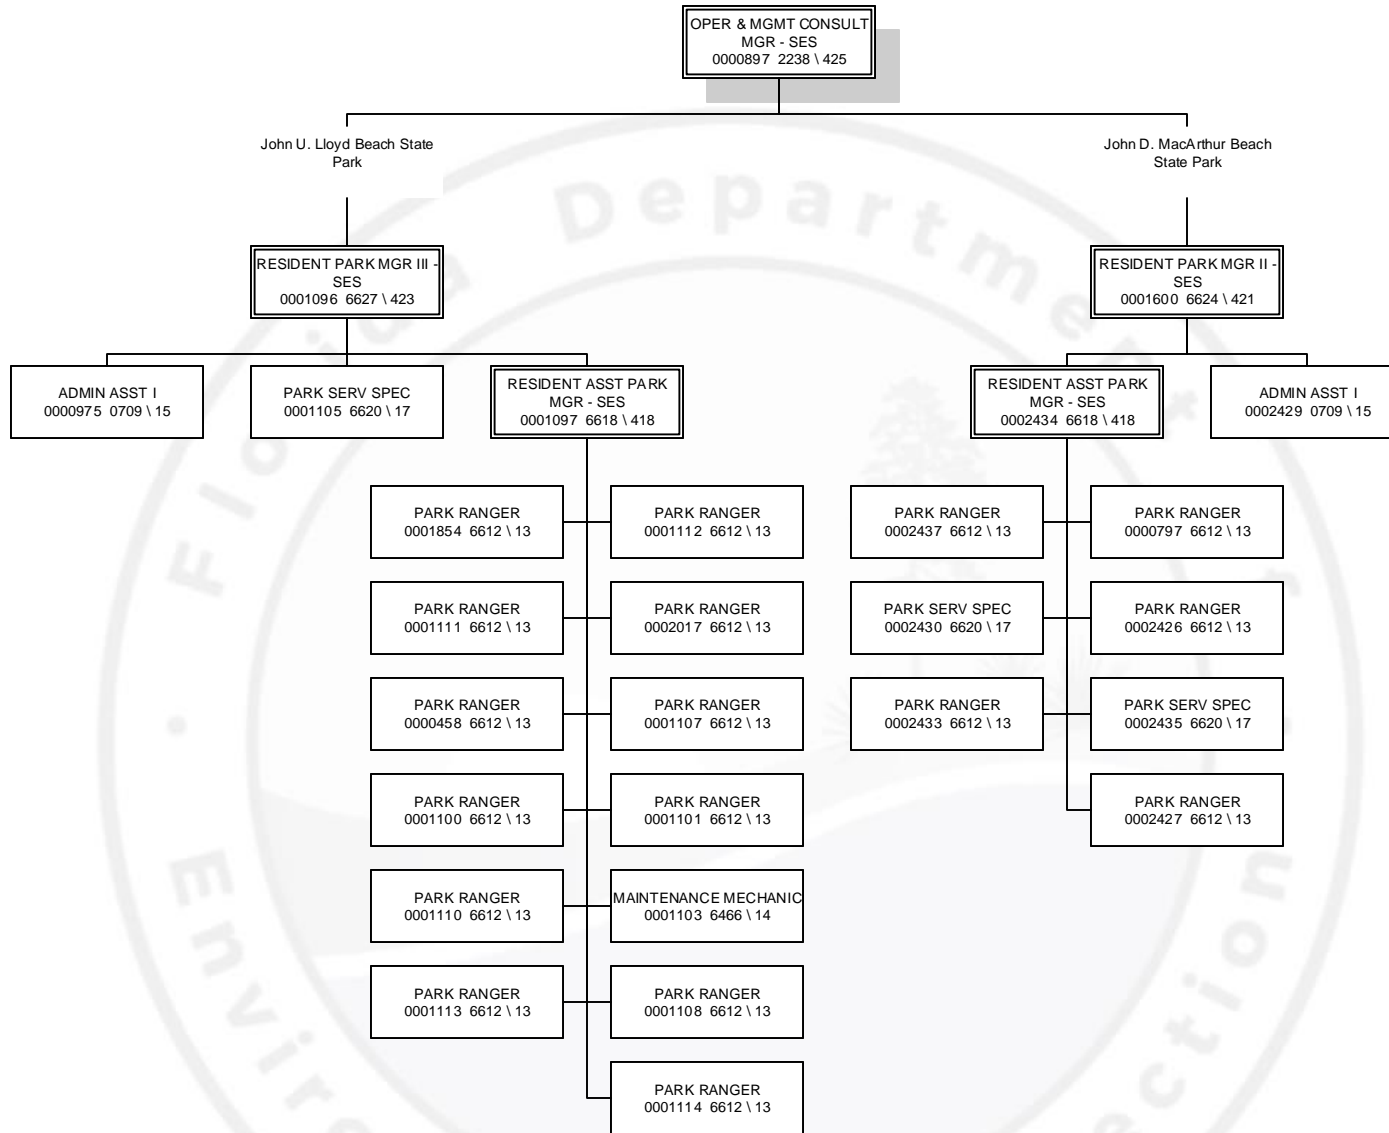 OPER & MGMT CONSULT
MGR - SES
0000897 2238 \ 425
John U. Lloyd Beach State
Park
John D. MacArthur Beach
State Park
RESIDENT PARK MGR III -
SES
0001096 6627 \ 423
RESIDENT PARK MGR II -
SES
0001600 6624 \ 421
ADMIN ASST I
0000975 0709 \ 15
PARK SERV SPEC
0001105 6620 \ 17
RESIDENT ASST PARK
MGR - SES
0001097 6618 \ 418
RESIDENT ASST PARK
MGR - SES
0002434 6618 \ 418
ADMIN ASST I
0002429 0709 \ 15
PARK RANGER
0001854 6612 \ 13
PARK RANGER
0001112 6612 \ 13
PARK RANGER
0002437 6612 \ 13
PARK RANGER
0000797 6612 \ 13
PARK RANGER
0001111 6612 \ 13
PARK RANGER
0002017 6612 \ 13
PARK SERV SPEC
0002430 6620 \ 17
PARK RANGER
0002426 6612 \ 13
PARK RANGER
0000458 6612 \ 13
PARK RANGER
0001107 6612 \ 13
PARK RANGER
0002433 6612 \ 13
PARK SERV SPEC
0002435 6620 \ 17
PARK RANGER
0001100 6612 \ 13
PARK RANGER
0001101 6612 \ 13
PARK RANGER
0002427 6612 \ 13
PARK RANGER
0001110 6612 \ 13
MAINTENANCE MECHANIC
0001103 6466 \ 14
PARK RANGER
0001113 6612 \ 13
PARK RANGER
0001108 6612 \ 13
PARK RANGER
0001114 6612 \ 13
Florida Department